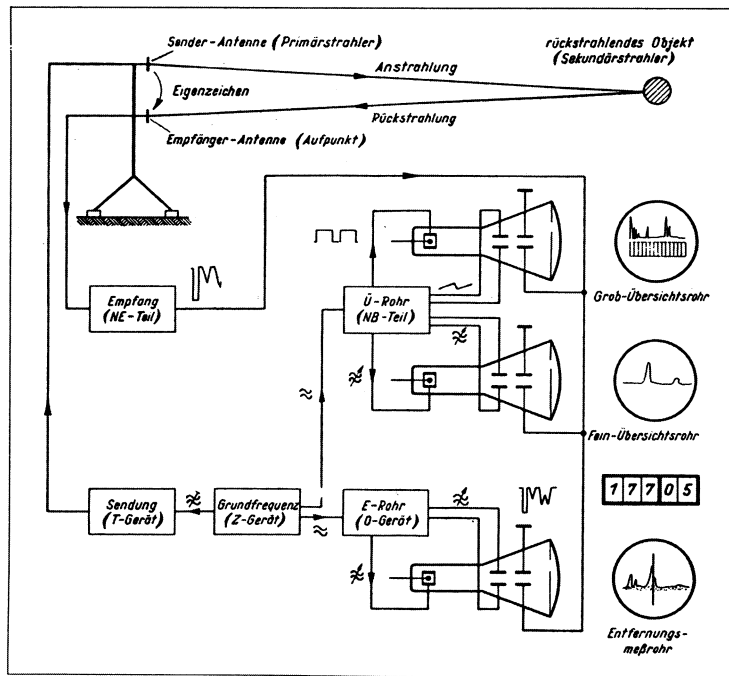 Sender-Antenne (Primärstrahler)
rückstrahlendes Objekt
(Sekundärstrahler)
Anstrahlung
Eigenzeichen
Rückstrahlung
Empfänger-Antenne (Aufpunkt)
Empfang
(NE-Teil)
Ü-Rohr
(NB-Teil)
Grob-Übersichtsrohr
Fein-Übersichtsrohr
Sendung
(T-Gerät)
Grundfrequenz
(Z-Gerät)
E-Rohr
(O-Gerät)
17705
Entfernungs-
meßrohr